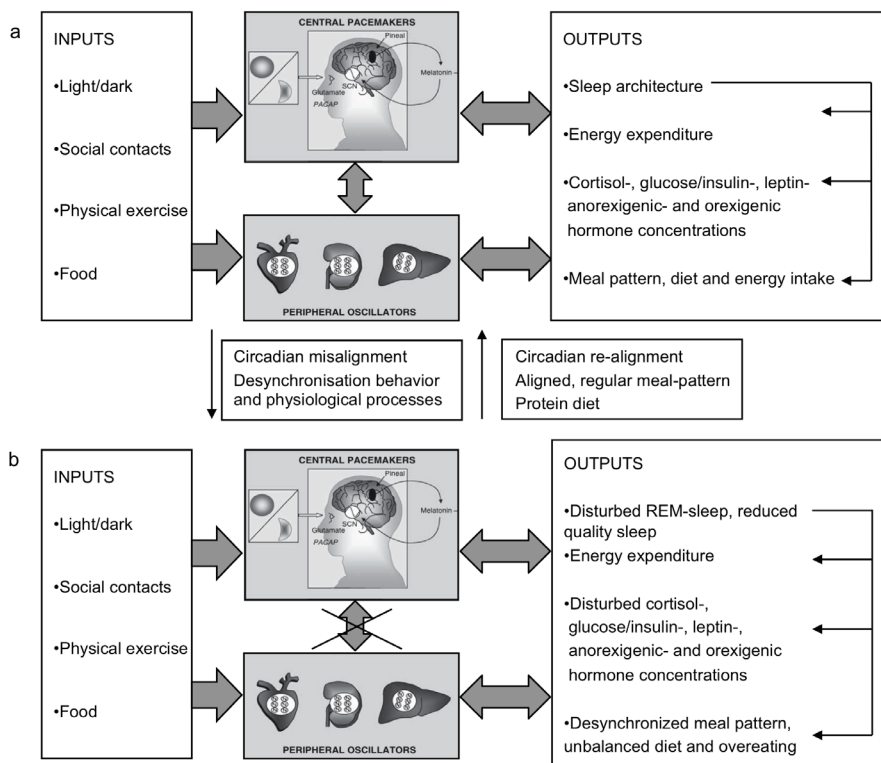 a
INPUTS
•Light/dark
•Social contacts
•Physical exercise
•Food
CENTRAL PACEMAKERS
Pineal
Melatonin
SCN
Glutamate
PACAP
PERIPHERAL OSCILLATORS
OUTPUTS
•Sleep architecture
•Energy expenditure
•Cortisol-, glucose/insulin-, leptin-
anorexigenic- and orexigenic
hormone concentrations
•Meal pattern, diet and energy intake
Circadian misalignment
Desynchronisation behavior
and physiological processes
Circadian re-alignment
Aligned, regular meal-pattern
Protein diet
b
INPUTS
•Light/dark
•Social contacts
•Physical exercise
•Food
CENTRAL PACEMAKERS
Pineal
Melatonin
SCN
Glutamate
PACAP
PERIPHERAL OSCILLATORS
OUTPUTS
•Disturbed REM-sleep, reduced
quality sleep
•Energy expenditure
•Disturbed cortisol-,
glucose/insulin-, leptin-,
anorexigenic- and orexigenic
hormone concentrations
•Desynchronized meal pattern,
unbalanced diet and overeating